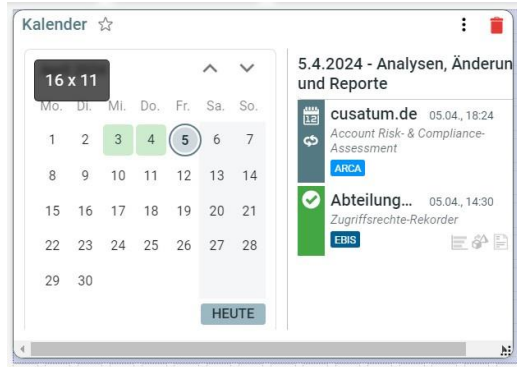 Kalender
16 x 11
Mo. Di. Mi. Do. Fr. Sa. So.
1 2 3 4 5 6 7
8 9 10 11 12 13 14
15 16 17 18 19 20 21
22 23 24 25 26 27 28
29 30
HEUTE
5.4.2024 - Analysen, Änderun
und Reporte
12
cusatum.de 05.04., 18:24
Account Risk- & Compliance-
Assessment
ARCA
Abteilung... 05.04., 14:30
Zugriffsrechte-Rekorder
EBIS